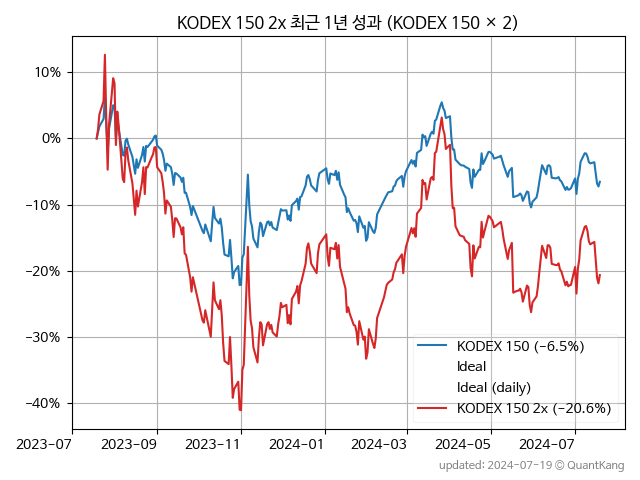 KODEX 150 2x 최근 1년 성과 (KODEX 150 × 2)
10%
0%
−10%
−20%
−30%
−40%
KODEX 150 (−6.5%)
Ideal
Ideal (daily)
KODEX 150 2x (−20.6%)
2023-07 2023-09 2023-11 2024-01 2024-03 2024-05 2024-07
updated: 2024-07-19 © QuantKang